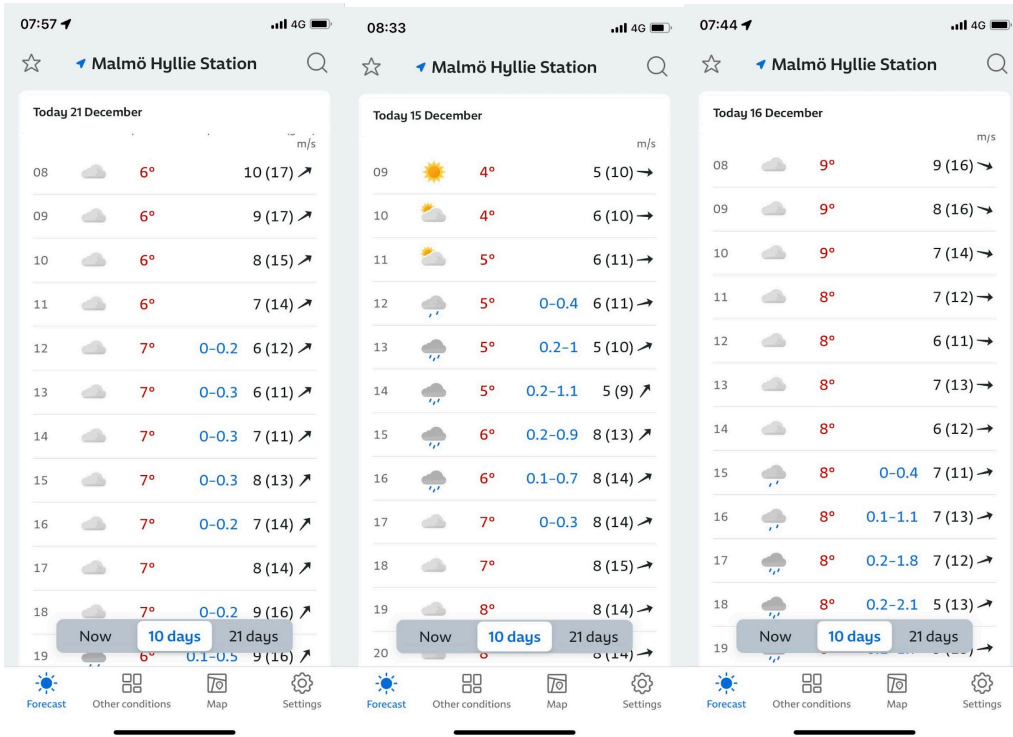 07:57 4G
Malmö Hyllie Station
Today 21 December
m/s
08 6° 10 (17)
09 6° 9 (17)
10 6° 8 (15)
11 6° 7 (14)
12 7° 0–0.2 6 (12)
13 7° 0–0.3 6 (11)
14 7° 0–0.3 7 (11)
15 7° 0–0.3 8 (13)
16 7° 0–0.2 7 (14)
17 7° 8 (14)
18 7° 0–0.2 9 (16)
Now 10 days 21 days
19 6° 0.1–0.5 9 (16)
Forecast Other conditions Map Settings
08:33 4G
Malmö Hyllie Station
Today 15 December
m/s
09 4° 5 (10)
10 4° 6 (10)
11 5° 6 (11)
12 5° 0–0.4 6 (11)
13 5° 0.2–1 5 (10)
14 5° 0.2–1.1 5 (9)
15 6° 0.2–0.9 8 (13)
16 6° 0.1–0.7 8 (14)
17 7° 0–0.3 8 (14)
18 7° 8 (15)
19 8° 8 (14)
Now 10 days 21 days
20
Forecast Other conditions Map Settings
07:44 4G
Malmö Hyllie Station
Today 16 December
m/s
08 9° 9 (16)
09 9° 8 (16)
10 9° 7 (14)
11 8° 7 (12)
12 8° 6 (11)
13 8° 7 (13)
14 8° 6 (12)
15 8° 0–0.4 7 (11)
16 8° 0.1–1.1 7 (13)
17 8° 0.2–1.8 7 (12)
18 8° 0.2–2.1 5 (13)
Now 10 days 21 days
19
Forecast Other conditions Map Settings